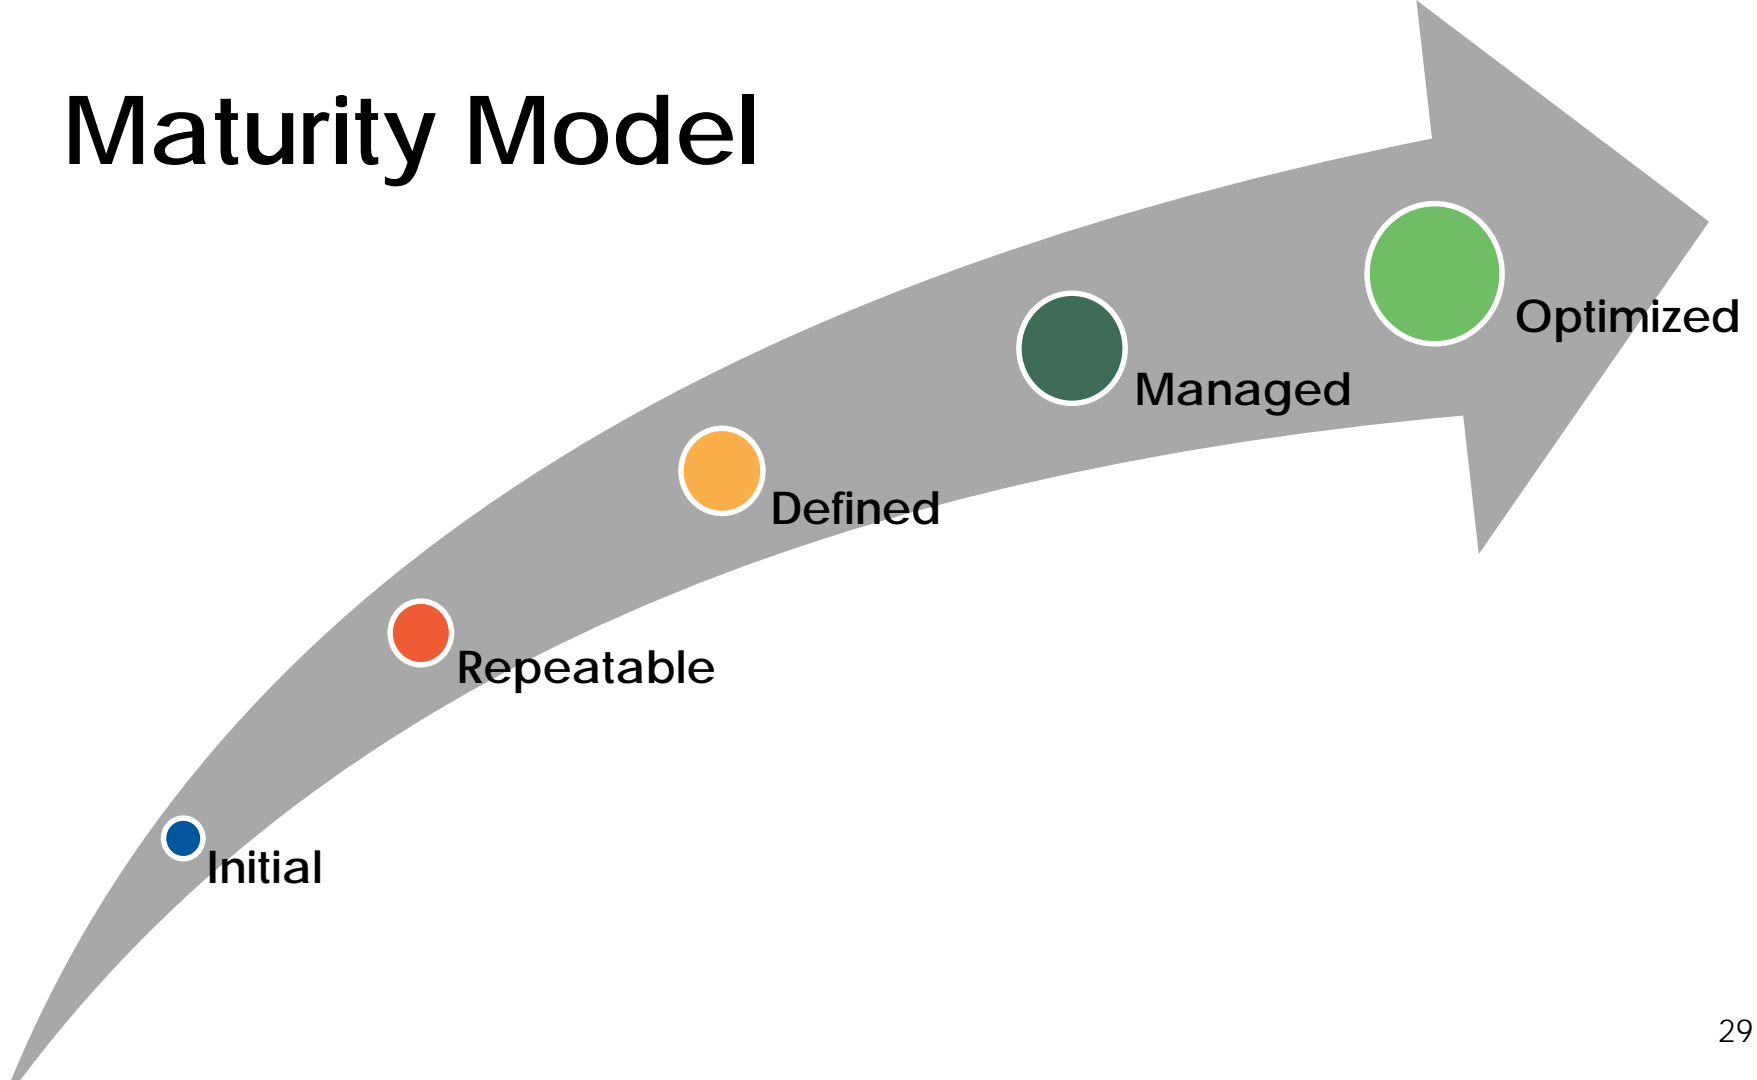 Maturity Model
Optimized
Managed
Defined
Repeatable
Initial
29